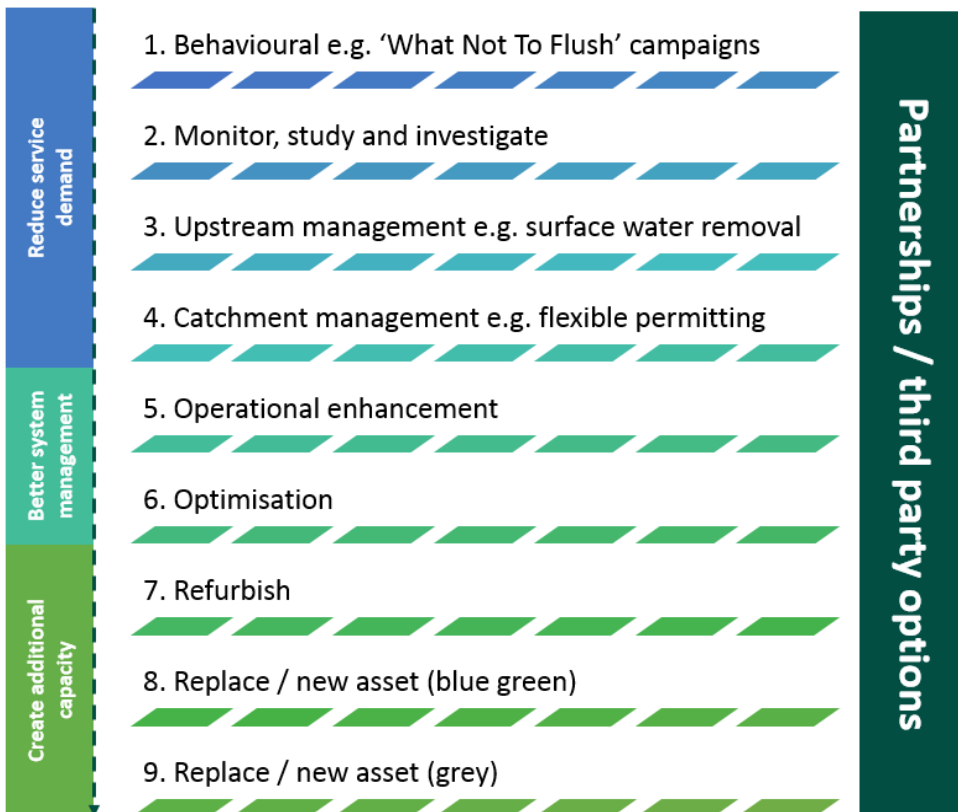 Reduce service
demand
Better system
management
Create additional
capacity
1. Behavioural e.g. ‘What Not To Flush’ campaigns
2. Monitor, study and investigate
3. Upstream management e.g. surface water removal
4. Catchment management e.g. flexible permitting
5. Operational enhancement
6. Optimisation
7. Refurbish
8. Replace / new asset (blue green)
9. Replace / new asset (grey)
Partnerships / third party options